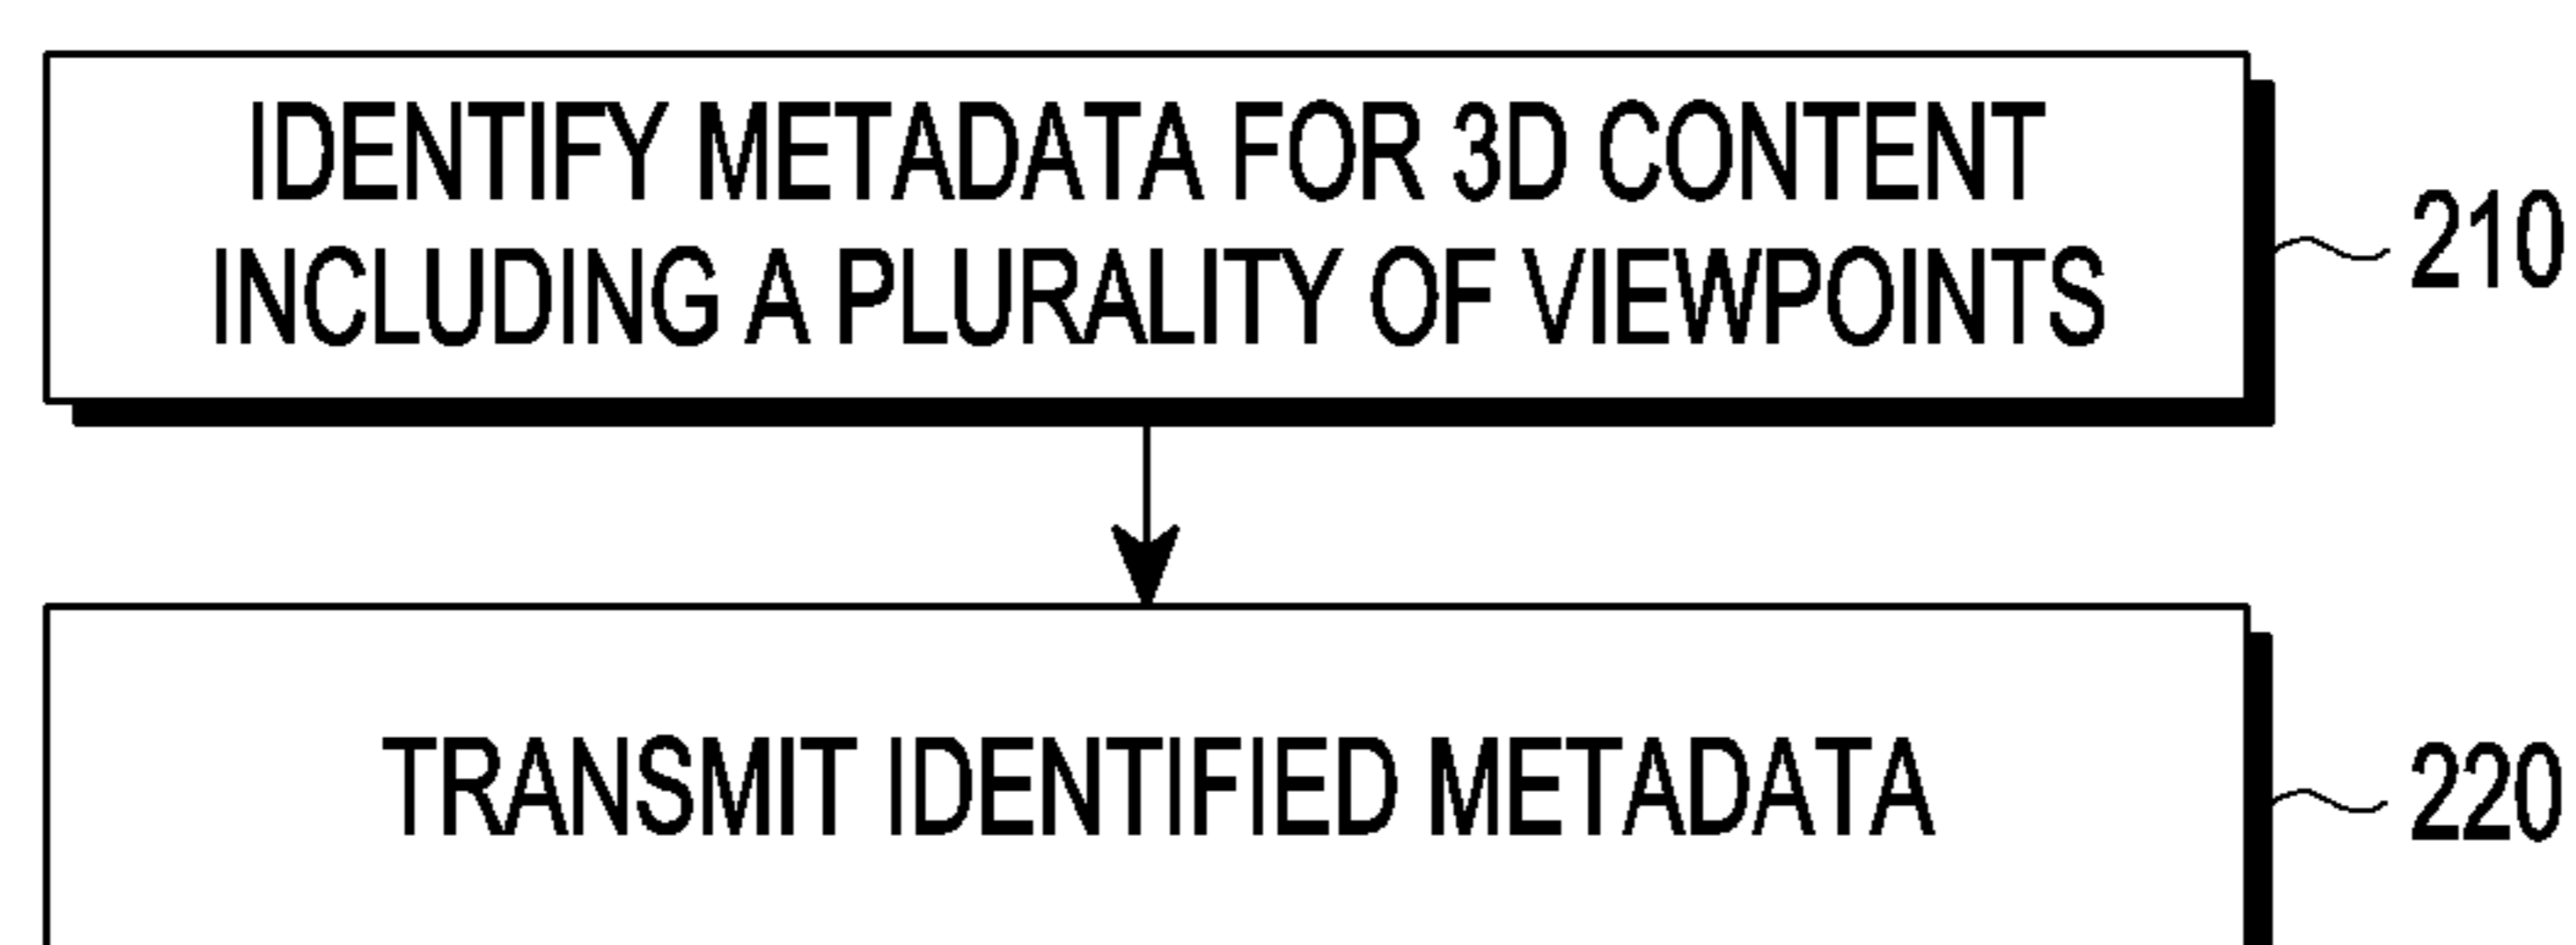 IDENTIFY METADATA FOR 3D CONTENT
INCLUDING A PLURALITY OF VIEWPOINTS
210
TRANSMIT IDENTIFIED METADATA
220